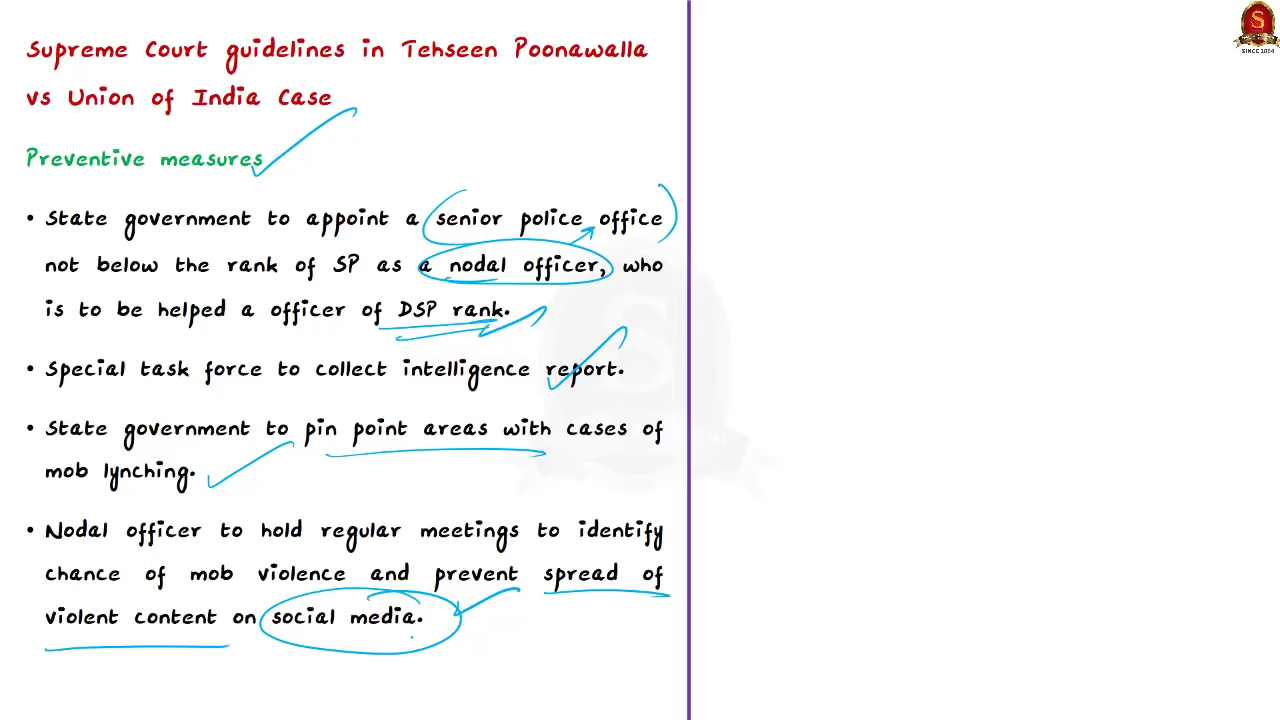 Supreme Court guidelines in Tehseen Poonawalla
vs Union of India Case
Preventive measures
• State government to appoint a senior police office
not below the rank of SP as a nodal officer, who
is to be helped a officer of DSP rank.
• Special task force to collect intelligence report.
• State government to pin point areas with cases of
mob lynching.
• Nodal officer to hold regular meetings to identify
chance of mob violence and prevent spread of
violent content on social media.
S
SINCE 1004